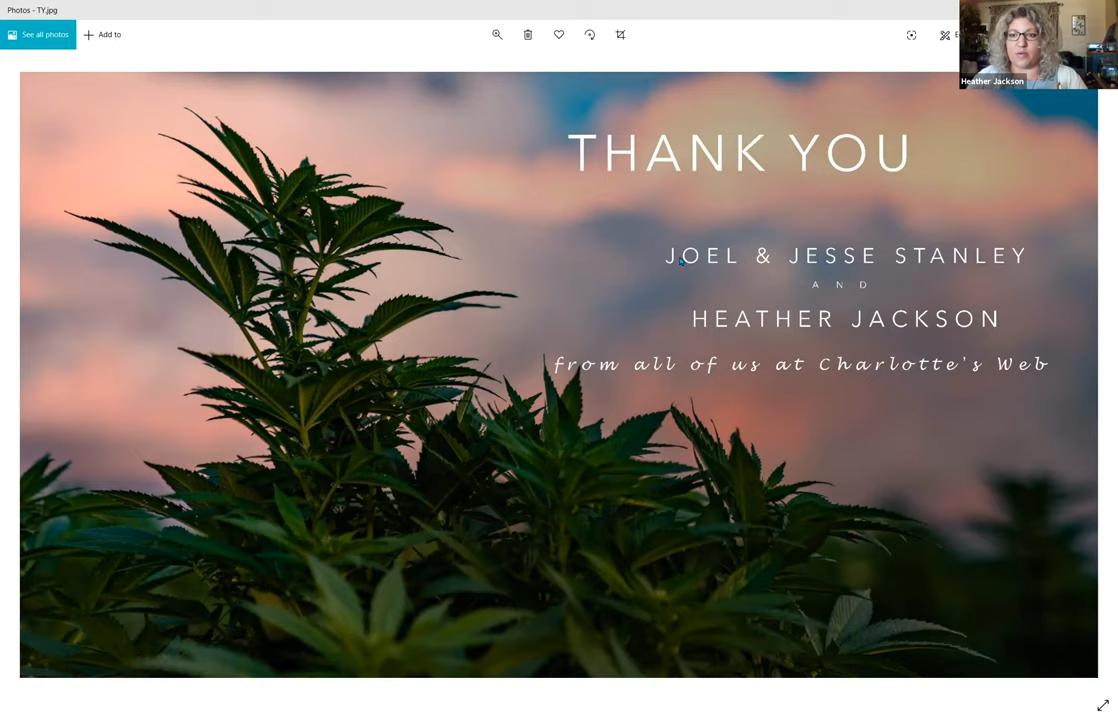 Photos - TY.jpg
See all photos
Add to
E
Heather Jackson
THANK YOU
JOEL & JESSE STANLEY
AND
HEATHER JACKSON
from all of us at Charlotte's Web